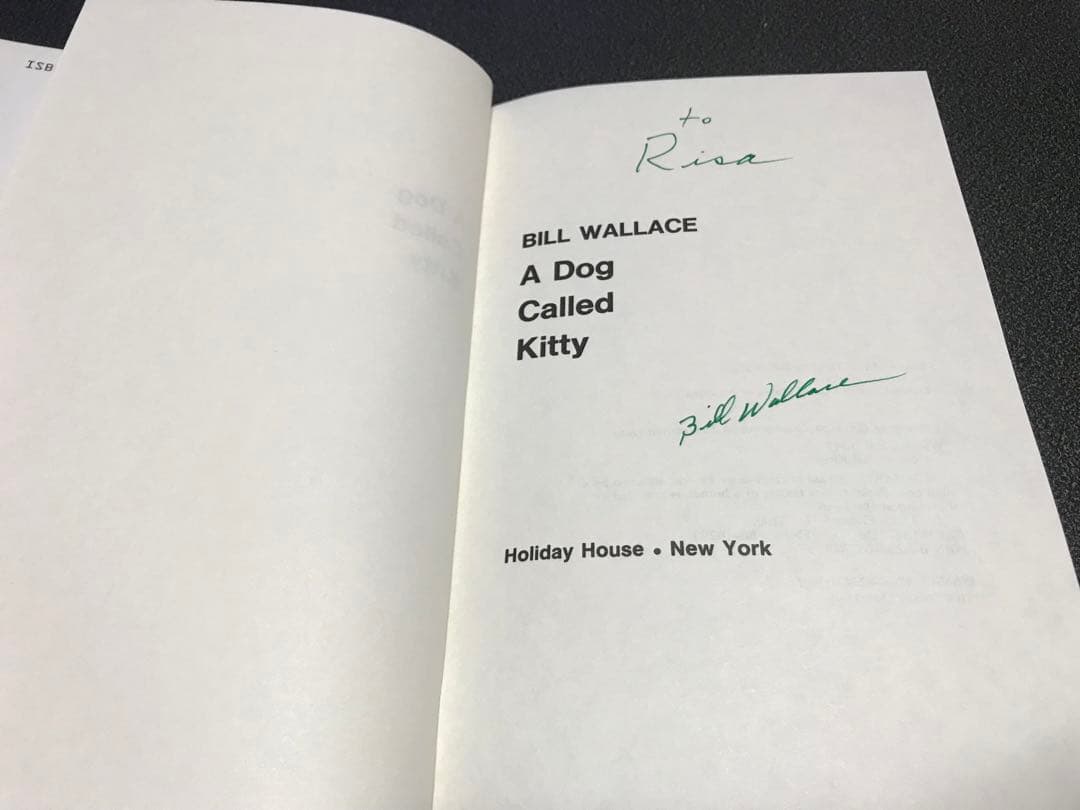 ISB
to
Risa
BILL WALLACE
A Dog
Called
Kitty
Bill Wallace
Holiday House • New York